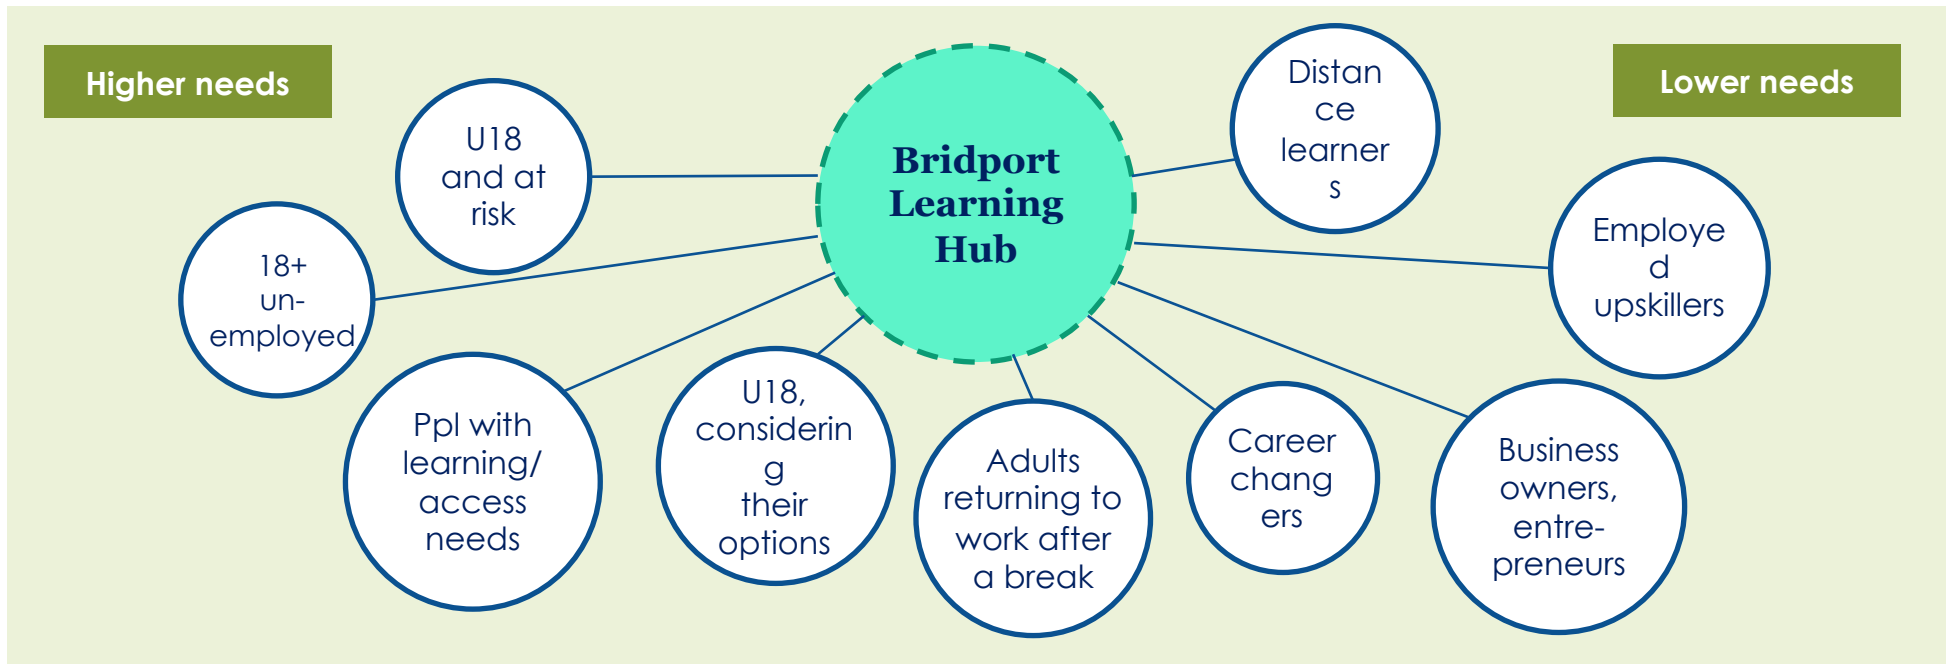 Higher needs
Lower needs
Bridport
Learning
Hub
U18
and at
risk
18+
un-
employed
Ppl with
learning/
access
needs
U18,
considerin
g
their
options
Adults
returning to
work after
a break
Career
chang
ers
Business
owners,
entre-
preneurs
Employe
d
upskillers
Distan
ce
learner
s